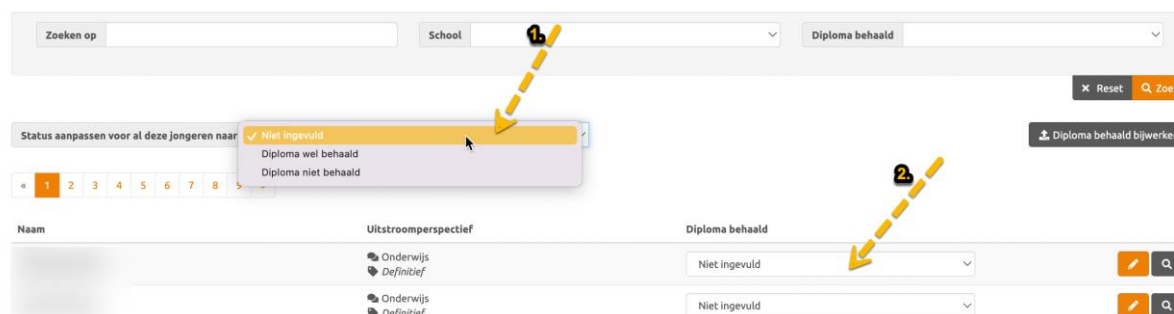 Zoeken op School Diploma behaald
1.
Reset Zoe
Status aanpassen voor al deze jongeren naar Niet ingevuld Diploma behaald bijwerke
Diploma wel behaald
Diploma niet behaald
« 1 2 3 4 5 6 7 8
2.
Naam Uitstroomperspectief Diploma behaald
Onderwijs
Definitief Niet ingevuld
Onderwijs
Definitief Niet ingevuld